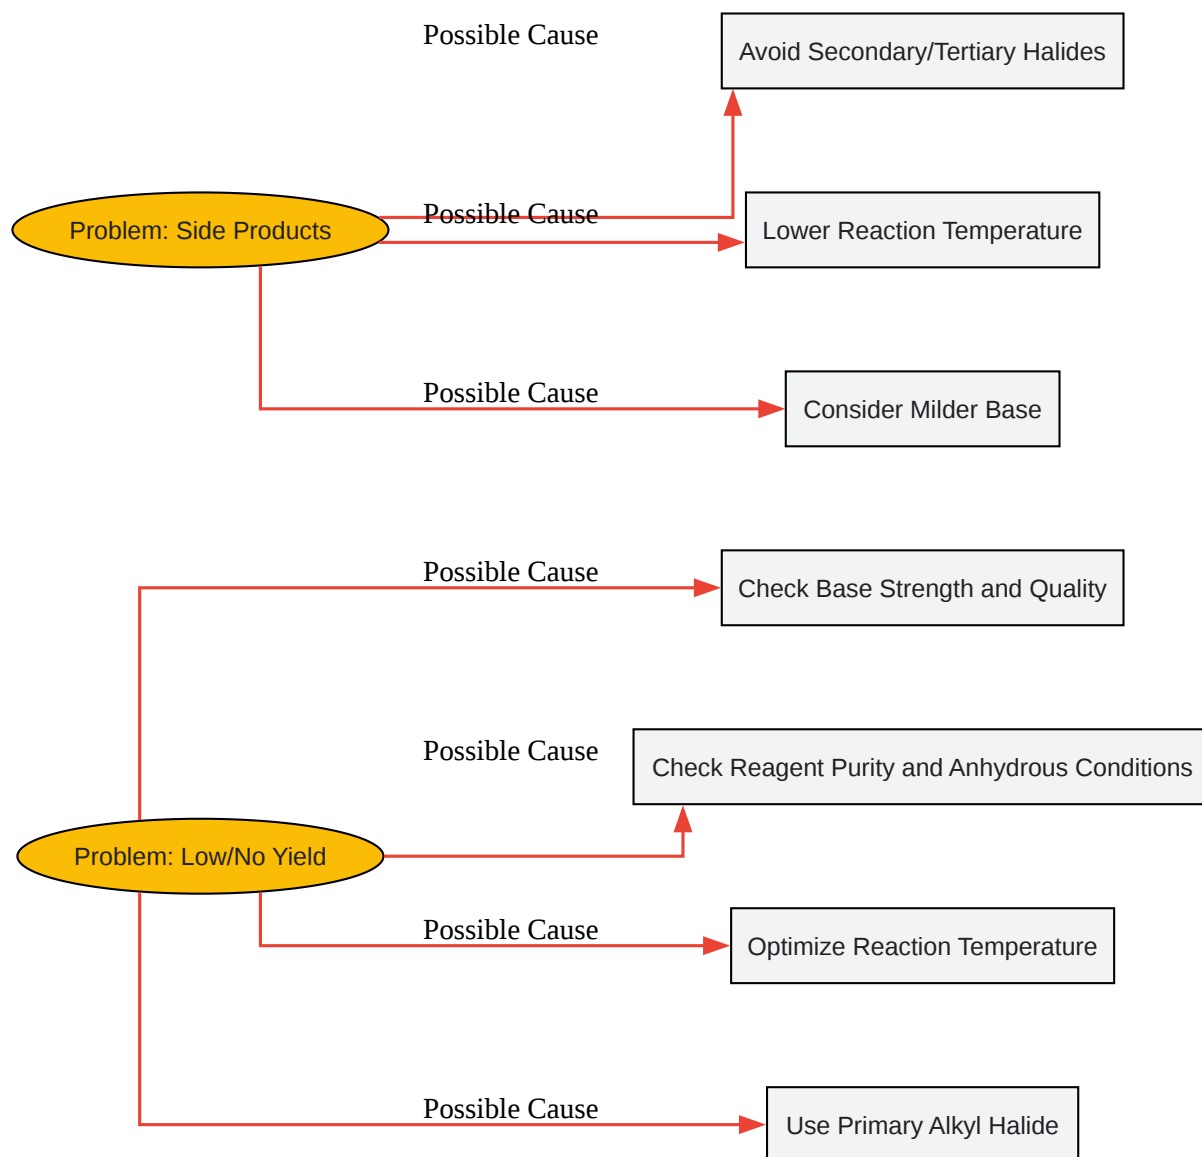 Possible Cause
Avoid Secondary/Tertiary Halides
Problem: Side Products
Possible Cause
Lower Reaction Temperature
Possible Cause
Consider Milder Base
Possible Cause
Check Base Strength and Quality
Possible Cause
Check Reagent Purity and Anhydrous Conditions
Problem: Low/No Yield
Possible Cause
Optimize Reaction Temperature
Possible Cause
Use Primary Alkyl Halide